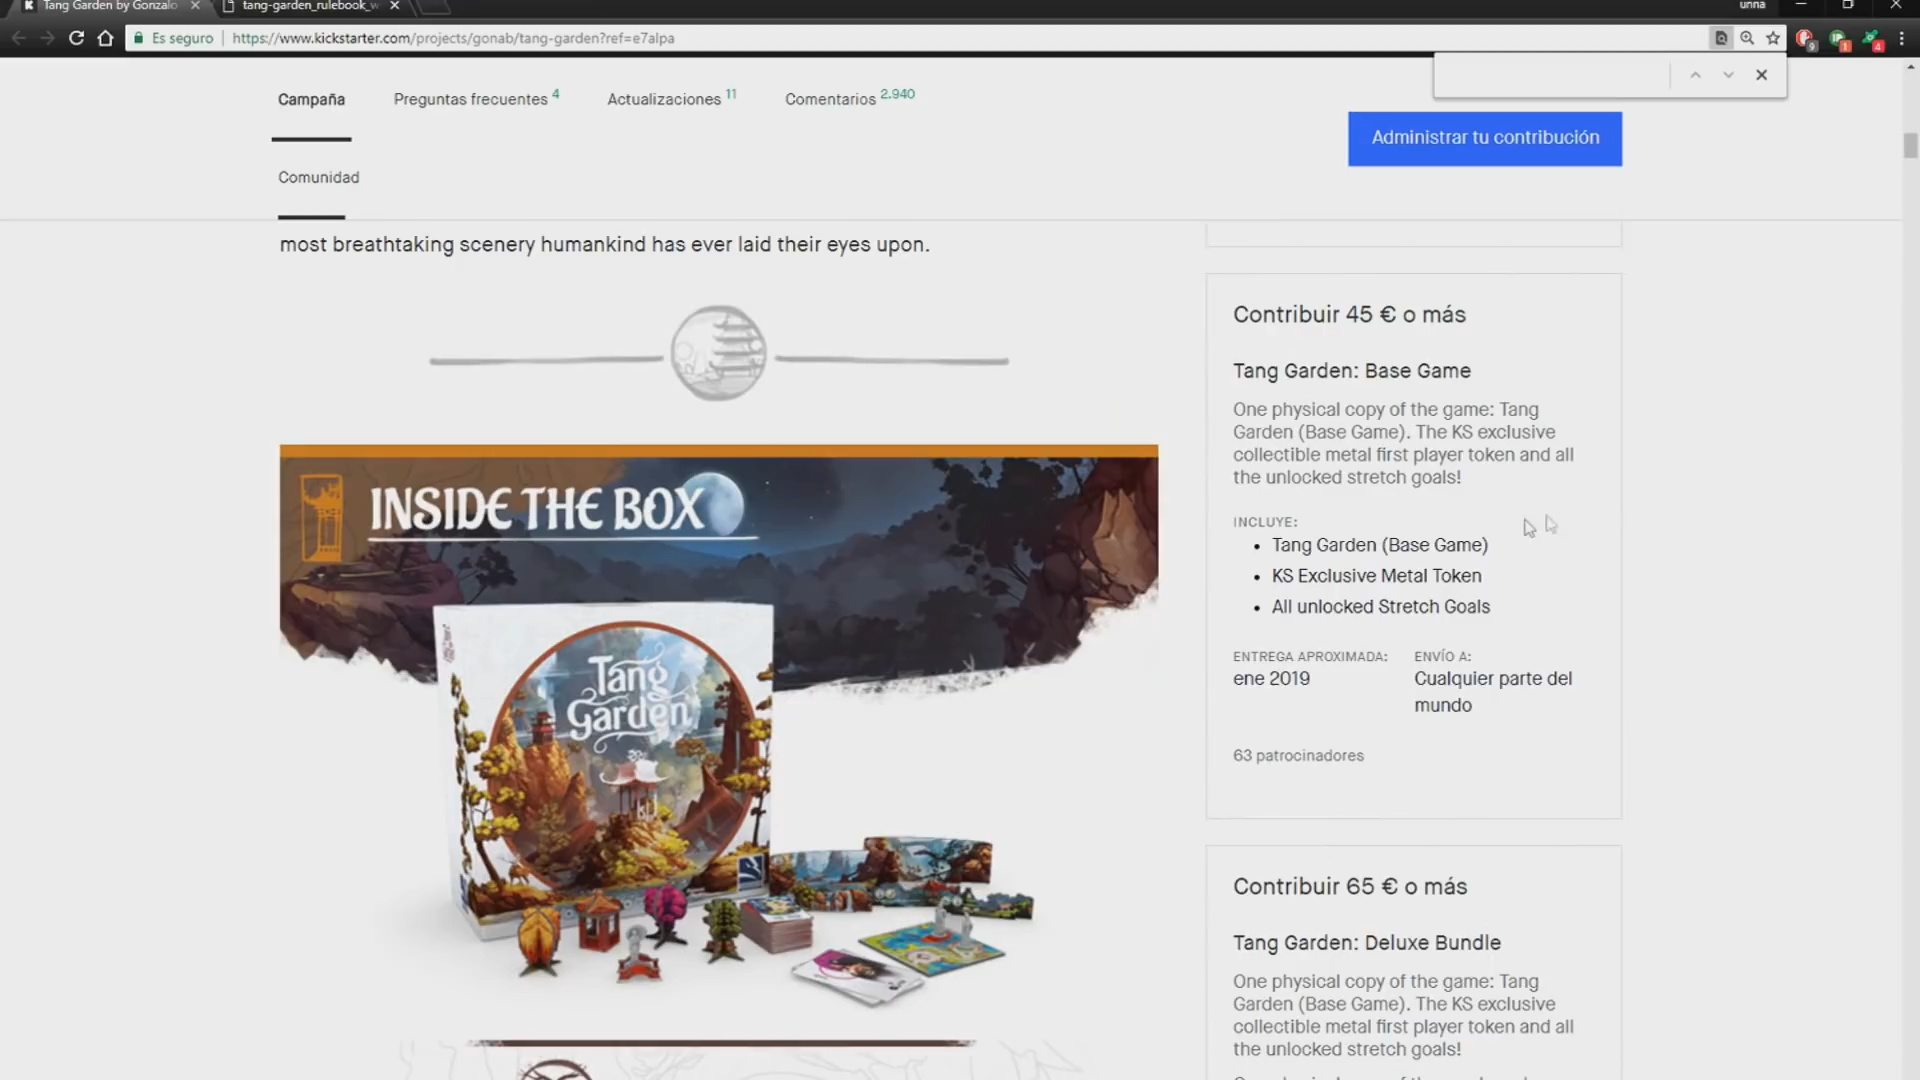 Tang Garden by Gonzalo
tang-garden_rulebook_w
unna
Es seguro
https://www.kickstarter.com/projects/gonab/tang-garden?ref=e7alpa
9
1
4
Campaña
Preguntas frecuentes 4
Actualizaciones 11
Comentarios 2.940
Administrar tu contribución
Comunidad
most breathtaking scenery humankind has ever laid their eyes upon.
INSIDE THE BOX
Tang
Garden
Contribuir 45 € o más
Tang Garden: Base Game
One physical copy of the game: Tang
Garden (Base Game). The KS exclusive
collectible metal first player token and all
the unlocked stretch goals!
INCLUYE:
• Tang Garden (Base Game)
• KS Exclusive Metal Token
• All unlocked Stretch Goals
ENTREGA APROXIMADA:
ene 2019
ENVÍO A:
Cualquier parte del
mundo
63 patrocinadores
Contribuir 65 € o más
Tang Garden: Deluxe Bundle
One physical copy of the game: Tang
Garden (Base Game). The KS exclusive
collectible metal first player token and all
the unlocked stretch goals!